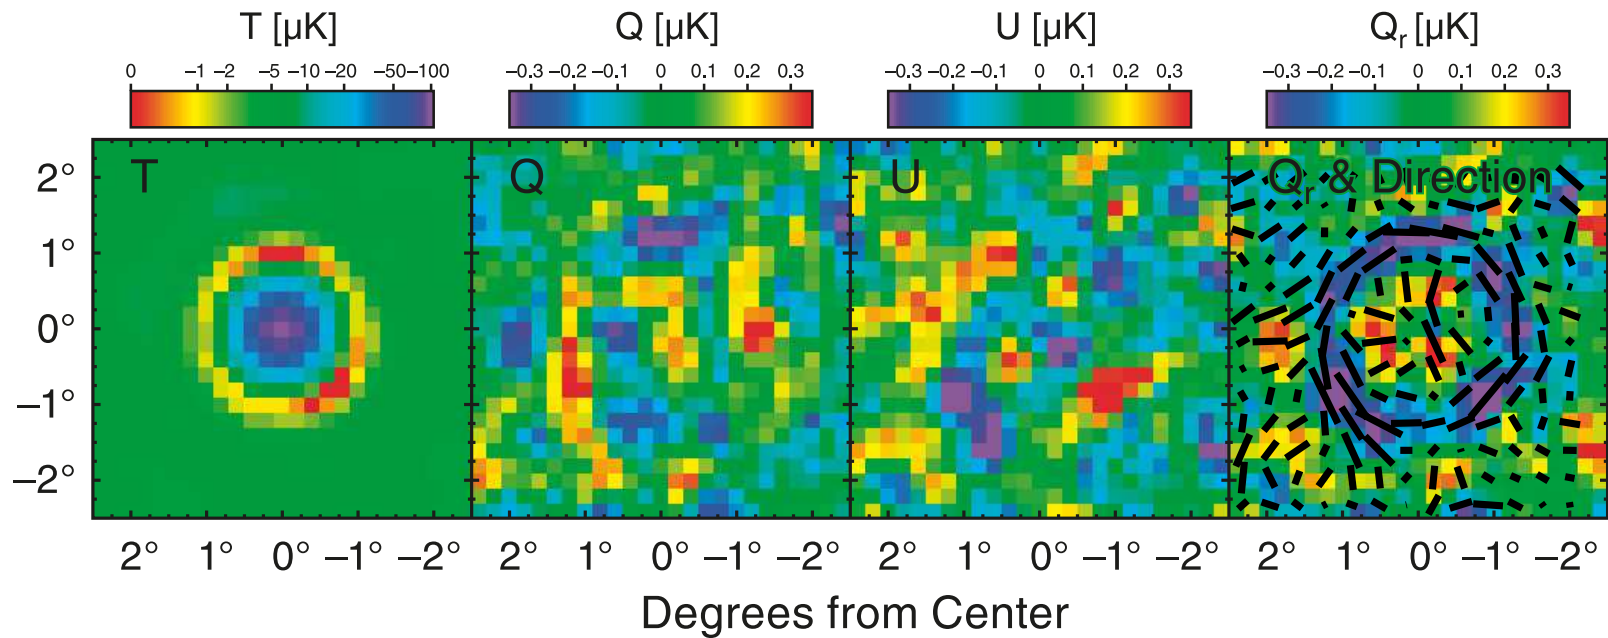 T [µK] Q [µK] U [µK] Qr [µK]
0 −1 −2 −5 −10 −20 −50 −100 −0.3 −0.2 −0.1 0 0.1 0.2 0.3 −0.3 −0.2 −0.1 0 0.1 0.2 0.3 −0.3 −0.2 −0.1 0 0.1 0.2 0.3
T Q U Qr & Direction
2°
1°
0°
−1°
−2°
2° 1° 0° −1° −2° 2° 1° 0° −1° −2° 2° 1° 0° −1° −2° 2° 1° 0° −1° −2°
Degrees from Center